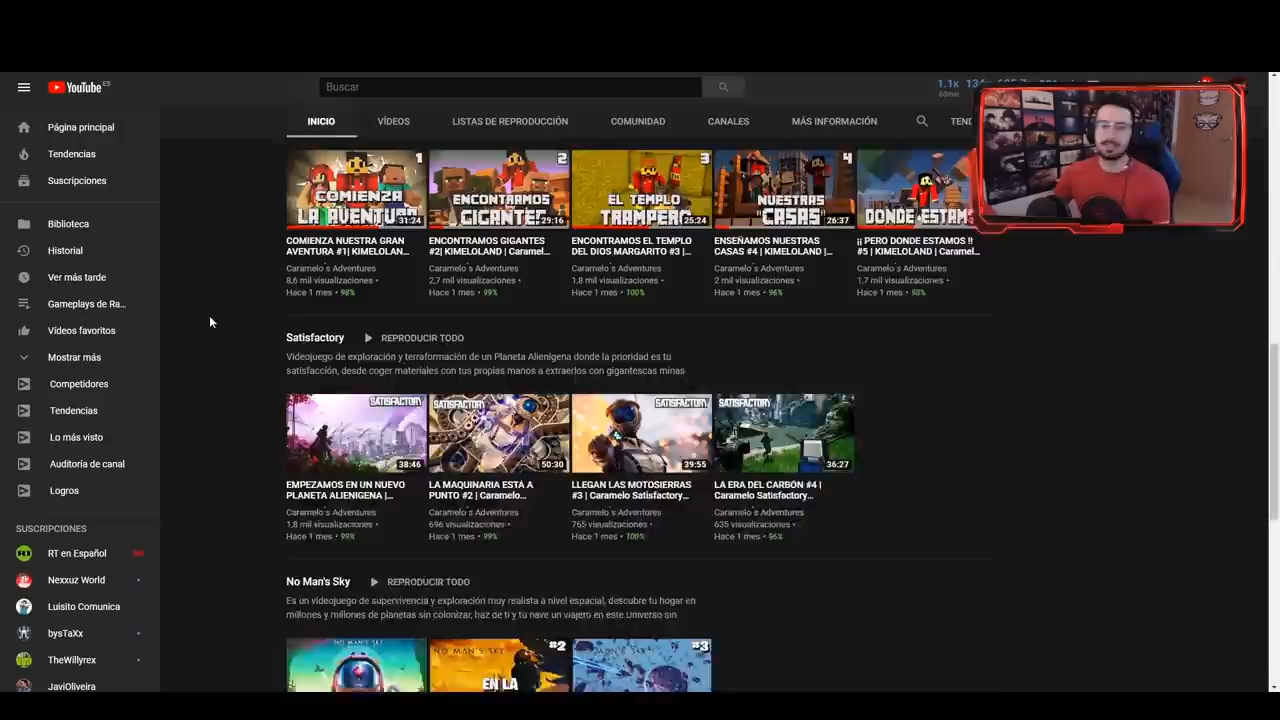 YouTube ES
Buscar
1.1K
60min
Página principal
Tendencias
Suscripciones
Biblioteca
Historial
Ver más tarde
Gameplays de Ra...
Vídeos favoritos
Mostrar más
Competidores
Tendencias
Lo más visto
Auditoría de canal
Logros
SUSCRIPCIONES
RT en Español
Nexxuz World
Luisito Comunica
bysTaXx
TheWillyrex
JaviOliveira
INICIO VÍDEOS LISTAS DE REPRODUCCIÓN COMUNIDAD CANALES MÁS INFORMACIÓN TEND
1 COMIENZA LA AVENTURA 31:24
2 ENCONTRAMOS GIGANTES 29:16
3 EL TEMPLO TRAMPERO 25:24
4 NUESTRAS "CASAS" 26:37
DONDE ESTAM
COMIENZA NUESTRA GRAN
AVENTURA #1| KIMELOLAN...
Caramelo´s Adventures
8,6 mil visualizaciones •
Hace 1 mes • 98%
ENCONTRAMOS GIGANTES
#2| KIMELOLAND | Caramel...
Caramelo´s Adventures
2,7 mil visualizaciones •
Hace 1 mes • 99%
ENCONTRAMOS EL TEMPLO
DEL DIOS MARGARITO #3 |...
Caramelo´s Adventures
1,8 mil visualizaciones •
Hace 1 mes • 100%
ENSEÑAMOS NUESTRAS
CASAS #4 | KIMELOLAND |...
Caramelo´s Adventures
2 mil visualizaciones •
Hace 1 mes • 96%
¡¡ PERO DONDE ESTAMOS !!
#5 | KIMELOLAND | Caramel...
Caramelo´s Adventures
1,7 mil visualizaciones •
Hace 1 mes • 98%
Satisfactory REPRODUCIR TODO
Videojuego de exploración y terraformación de un Planeta Alienígena donde la prioridad es tu
satisfacción, desde coger materiales con tus propias manos a extraerlos con gigantescas minas
SATISFACTORY 38:46
SATISFACTORY 50:30
SATISFACTORY 39:55
SATISFACTORY 36:27
EMPEZAMOS EN UN NUEVO
PLANETA ALIENIGENA |...
Caramelo´s Adventures
1,8 mil visualizaciones •
Hace 1 mes • 99%
LA MAQUINARIA ESTÁ A
PUNTO #2 | Caramelo...
Caramelo´s Adventures
696 visualizaciones •
Hace 1 mes • 99%
LLEGAN LAS MOTOSIERRAS
#3 | Caramelo Satisfactory...
Caramelo´s Adventures
765 visualizaciones •
Hace 1 mes • 100%
LA ERA DEL CARBÓN #4 |
Caramelo Satisfactory...
Caramelo´s Adventures
635 visualizaciones •
Hace 1 mes • 96%
No Man's Sky REPRODUCIR TODO
Es un videojuego de supervivencia y exploración muy realista a nivel espacial, descubre tu hogar en
millones y millones de planetas sin colonizar, haz de ti y tu nave un viajero en este Universo sin
NO MAN'S SKY
NO MAN'S SKY #2
EN LA
NO MAN'S SKY #3